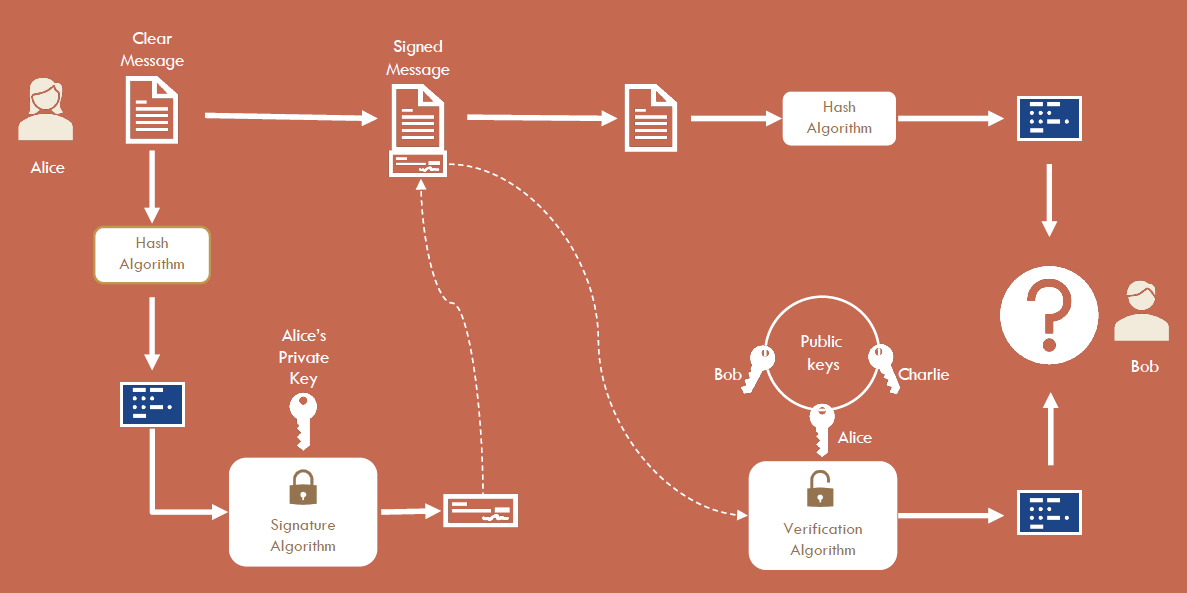 Clear
Message
Signed
Message
Alice
Hash
Algorithm
Hash
Algorithm
Alice's
Private
Key
Signature
Algorithm
Public
keys
Bob
Charlie
Alice
Verification
Algorithm
Bob